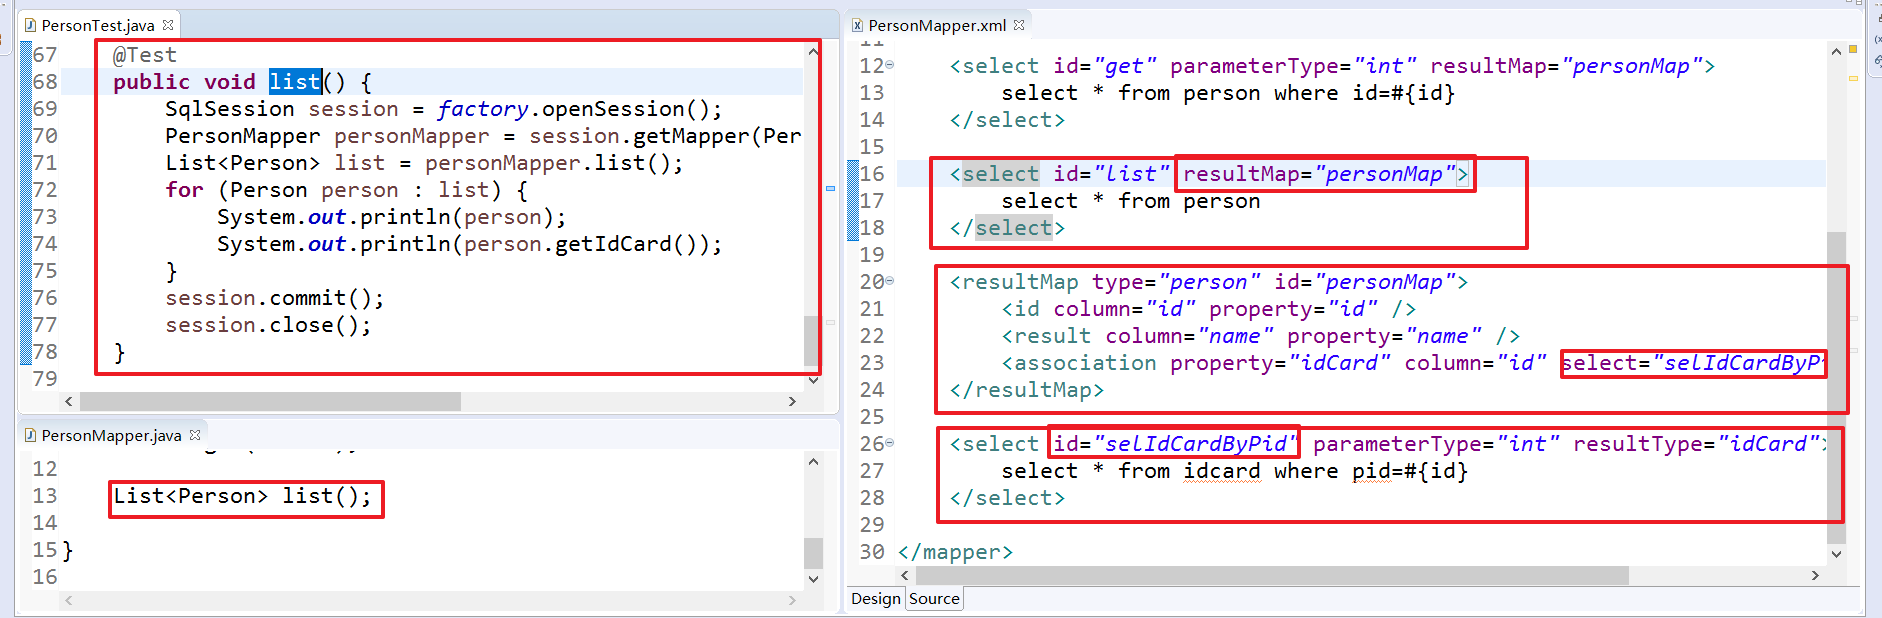 PersonTest.java
67 @Test
68 public void list() {
69 SqlSession session = factory.openSession();
70 PersonMapper personMapper = session.getMapper(Per
71 List<Person> list = personMapper.list();
72 for (Person person : list) {
73 System.out.println(person);
74 System.out.println(person.getIdCard());
75 }
76 session.commit();
77 session.close();
78 }
79
PersonMapper.java
12
13 List<Person> list();
14
15 }
16
PersonMapper.xml
11
12 <select id="get" parameterType="int" resultMap="personMap">
13 select * from person where id=#{id}
14 </select>
15
16 <select id="list" resultMap="personMap">
17 select * from person
18 </select>
19
20 <resultMap type="person" id="personMap">
21 <id column="id" property="id" />
22 <result column="name" property="name" />
23 <association property="idCard" column="id" select="selIdCardByP
24 </resultMap>
25
26 <select id="selIdCardByPid" parameterType="int" resultType="idCard">
27 select * from idcard where pid=#{id}
28 </select>
29
30 </mapper>
Design Source